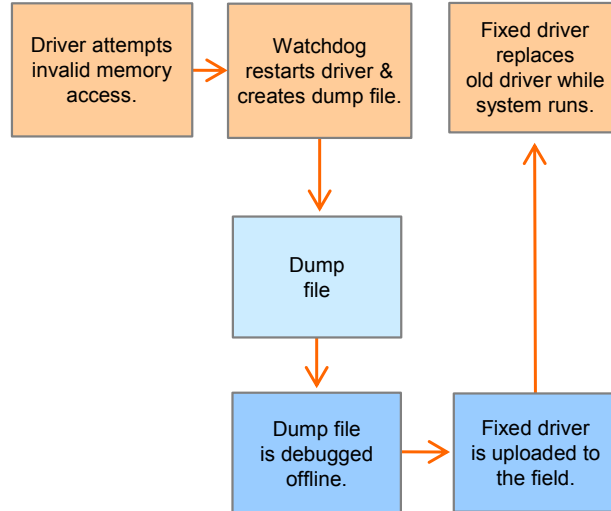 Driver attempts
invalid memory
access.
Watchdog
restarts driver &
creates dump file.
Fixed driver
replaces
old driver while
system runs.
Dump
file
Dump file
is debugged
offline.
Fixed driver
is uploaded to
the field.